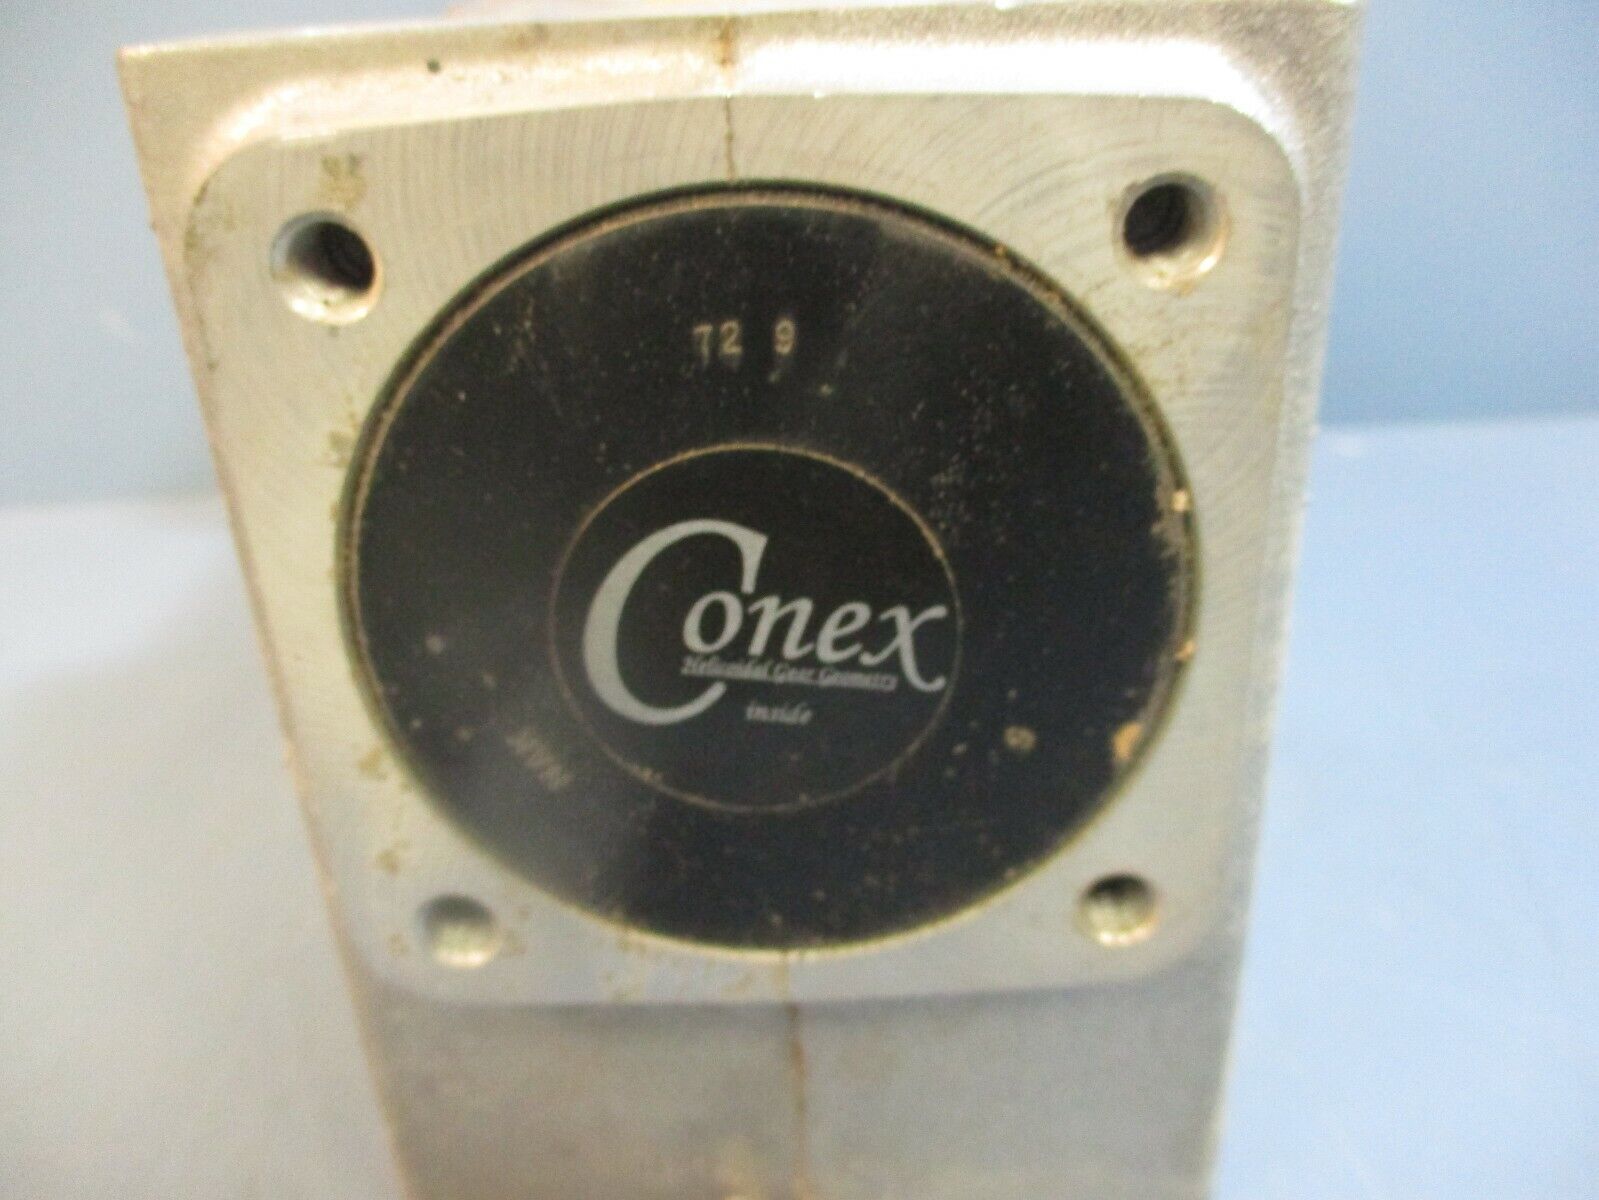 72 9
Conex
Helicoidal Gear Geometry
inside